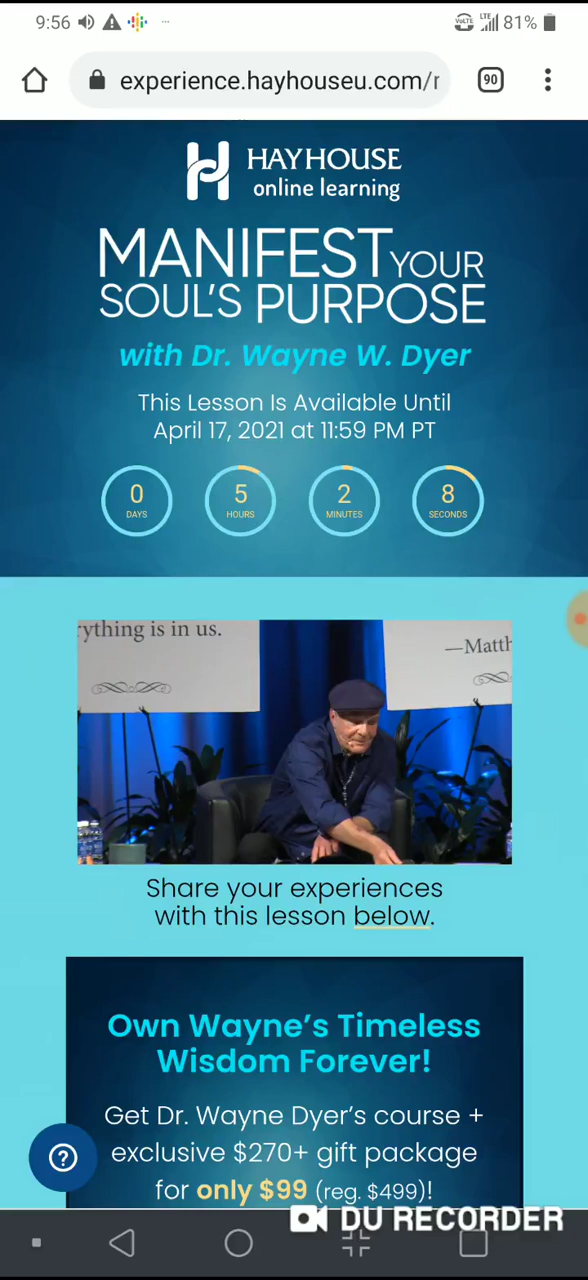 9:56
VoLTE LTE 81%
experience.hayhouseu.com/r
90
HAYHOUSE
online learning
MANIFEST YOUR
SOUL'S PURPOSE
with Dr. Wayne W. Dyer
This Lesson Is Available Until
April 17, 2021 at 11:59 PM PT
0 5 2 8
DAYS HOURS MINUTES SECONDS
rything is in us.
—Matth
Share your experiences
with this lesson below.
Own Wayne's Timeless
Wisdom Forever!
Get Dr. Wayne Dyer's course +
exclusive $270+ gift package
for only $99 (reg. $499)!
DU RECORDER